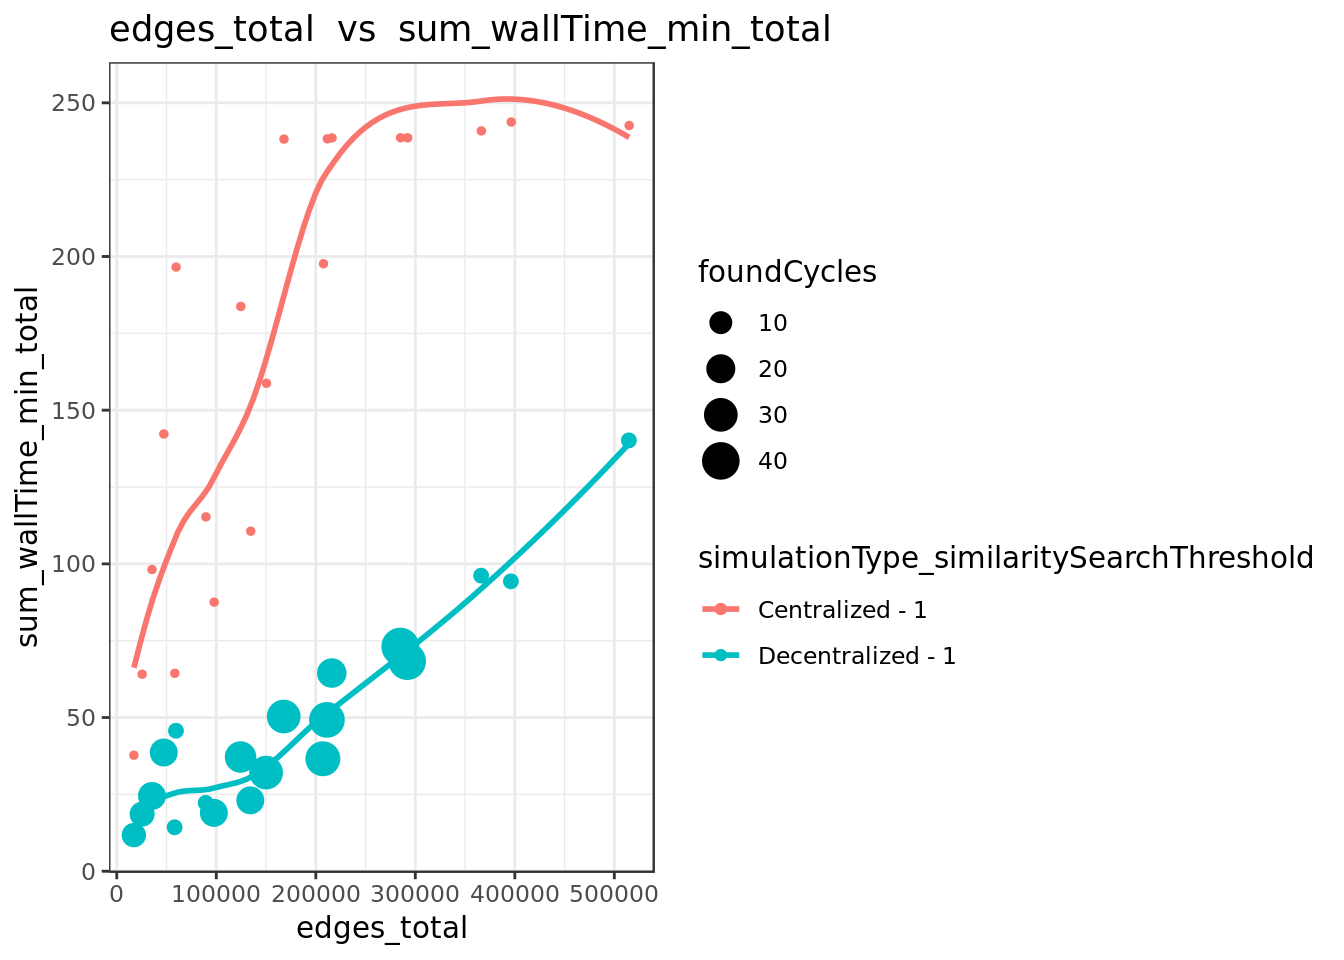 edges_total  vs  sum_wallTime_min_total
sum_wallTime_min_total
250
200
150
100
50
0
0 100000 200000 300000 400000 500000
edges_total
foundCycles
10
20
30
40
simulationType_similaritySearchThreshold
Centralized - 1
Decentralized - 1